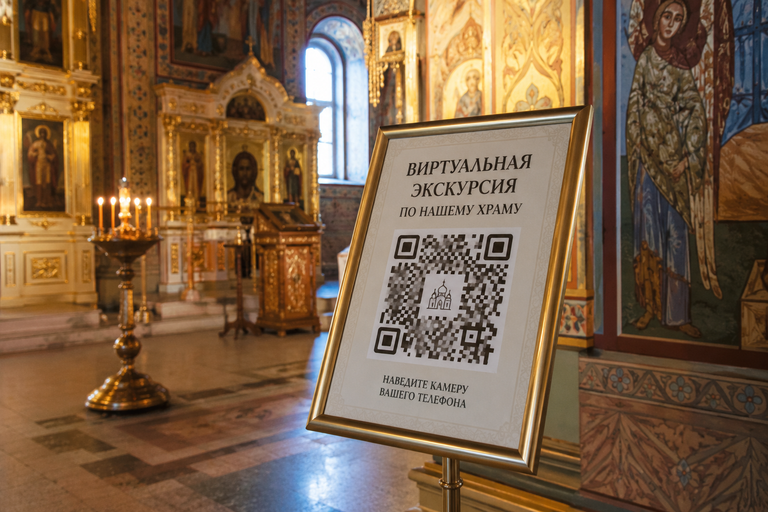 ВИРТУАЛЬНАЯ
ЭКСКУРСИЯ
ПО НАШЕМУ ХРАМУ
НАВЕДИТЕ КАМЕРУ
ВАШЕГО ТЕЛЕФОНА